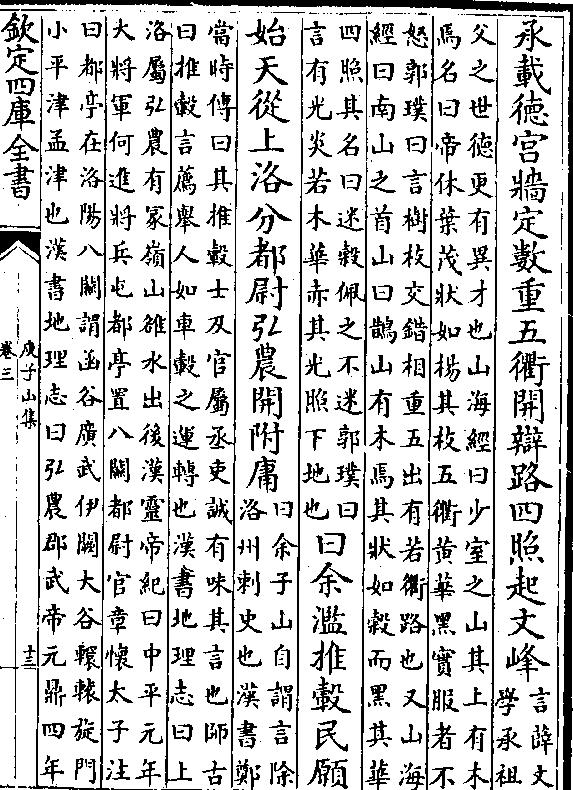 承載德宫牆定數重五衢開辯路四照起文峰言薛文
學承祖
父之世德更有異才也山海經曰少室之山其上有木
焉名曰帝休葉茂狀如楊其枝五衢黄華黑實服者不
怒郭璞曰言樹枝交錯相重五出有若衢路也又山海
經曰南山之首山曰鵲山有木焉其狀如榖而黑其華
四照其名曰迷榖佩之不迷郭璞曰
言有光炎若木華赤其光照下地也
曰余濫推轂民願
始天從上洛分都尉弘農開附庸曰余子山自謂言除
洛州刺史也漢書鄭
當時傳曰其推轂士及官屬丞吏誠有味其言也師古
曰推轂言薦舉人如車轂之運轉也漢書地理志曰上
洛屬弘農有冢嶺山雒水出後漢靈帝紀曰中平元年
大將軍何進將兵屯都亭置八關都尉官章懷太子注
曰都亭在洛陽八關謂函谷廣武伊闕大谷轘轅旋門
小平津孟津也漢書地理志曰弘農郡武帝元鼎四年
欽定四庫全書
庾子山集
卷三
十三